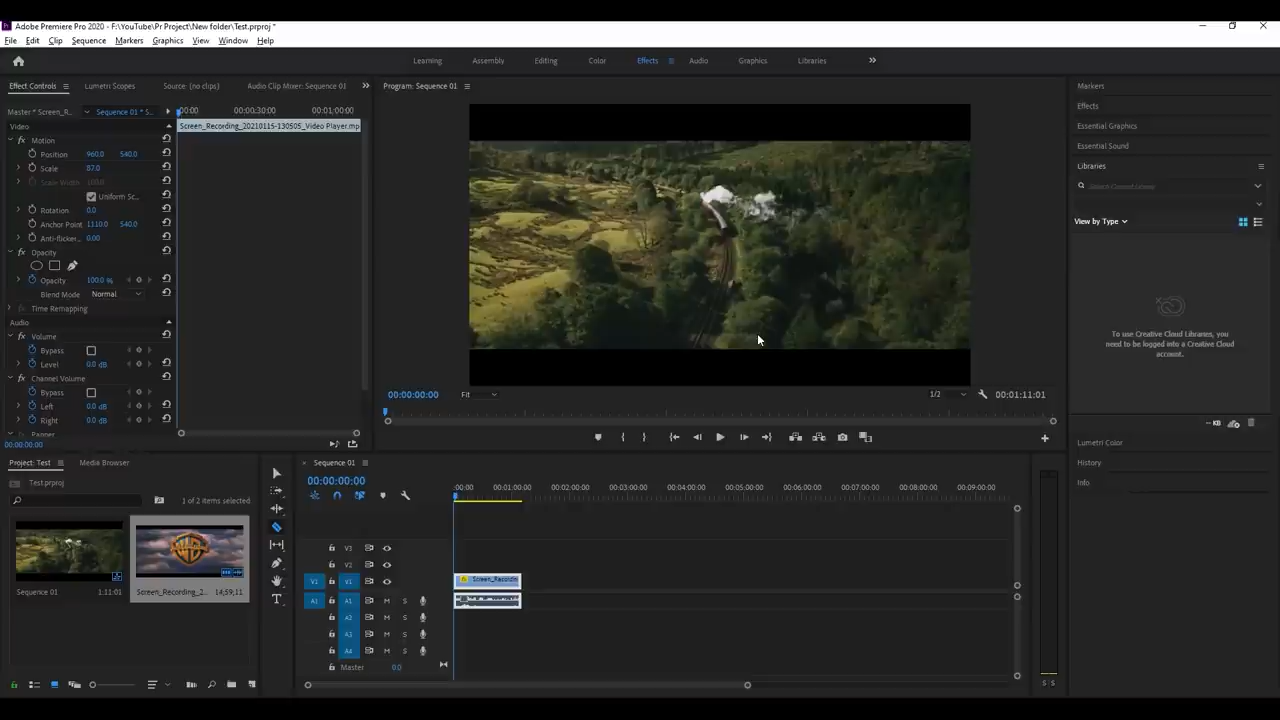 Adobe Premiere Pro 2020 - F:\YouTube\Pr Project\New folder\Test.prproj *
File Edit Clip Sequence Markers Graphics View Window Help
Learning Assembly Editing Color Effects Audio Graphics Libraries
Effect Controls Lumetri Scopes Source: (no clips) Audio Clip Mixer: Sequence 01
Program: Sequence 01
Master * Screen_R... Sequence 01 * S...
:00:00 00:00:30:00 00:01:00:00
Video
Screen_Recording_20210115-130505_Video Player.mp
Motion
Position 960.0 540.0
Scale 87.0
Scale Width 100.0
Uniform Sc...
Rotation 0.0
Anchor Point 1110.0 540.0
Anti-flicker... 0.00
Opacity
Opacity 100.0 %
Blend Mode Normal
Time Remapping
Audio
Volume
Bypass
Level 0.0 dB
Channel Volume
Bypass
Left 0.0 dB
Right 0.0 dB
Panner
00:00:00:00
00:00:00:00 Fit 1/2 00:01:11:01
Markers
Effects
Essential Graphics
Essential Sound
Libraries
View by Type
To use Creative Cloud Libraries, you
need to be logged into a Creative Cloud
account.
-- KB
Lumetri Color
History
Info
Project: Test Media Browser
Test.prproj
1 of 2 items selected
Sequence 01 1:11:01
Screen_Recording_2... 14:59:11
Sequence 01
00:00:00:00
:00:00 00:01:00:00 00:02:00:00 00:03:00:00 00:04:00:00 00:05:00:00 00:06:00:00 00:07:00:00 00:08:00:00 00:09:00:00
V3
V2
V1 V1 Screen_Recordin
A1 A1 M S
A2 M S
A3 M S
A4 M S
Master 0.0
S S